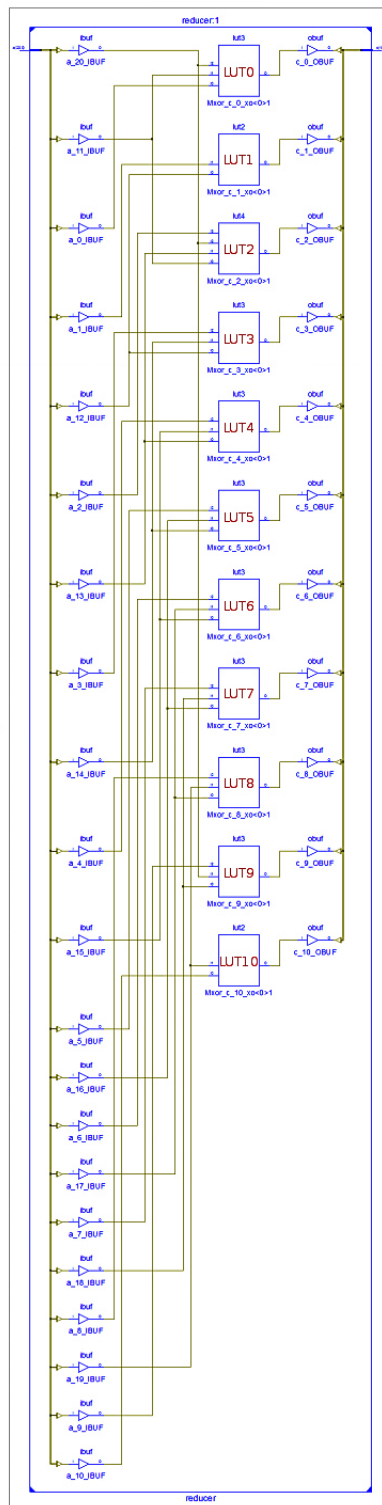 reducer:1
ibuf
a_20_IBUF
lut3
LUT0
Mxor_c_0_xo<0>1
obuf
c_0_OBUF
ibuf
a_11_IBUF
lut2
LUT1
Mxor_c_1_xo<0>1
obuf
c_1_OBUF
ibuf
a_0_IBUF
lut4
LUT2
Mxor_c_2_xo<0>1
obuf
c_2_OBUF
ibuf
a_1_IBUF
lut3
LUT3
Mxor_c_3_xo<0>1
obuf
c_3_OBUF
ibuf
a_12_IBUF
lut3
LUT4
Mxor_c_4_xo<0>1
obuf
c_4_OBUF
ibuf
a_2_IBUF
lut3
LUT5
Mxor_c_5_xo<0>1
obuf
c_5_OBUF
ibuf
a_13_IBUF
lut3
LUT6
Mxor_c_6_xo<0>1
obuf
c_6_OBUF
ibuf
a_3_IBUF
lut3
LUT7
Mxor_c_7_xo<0>1
obuf
c_7_OBUF
ibuf
a_14_IBUF
lut3
LUT8
Mxor_c_8_xo<0>1
obuf
c_8_OBUF
ibuf
a_4_IBUF
lut3
LUT9
Mxor_c_9_xo<0>1
obuf
c_9_OBUF
ibuf
a_15_IBUF
lut2
LUT10
Mxor_c_10_xo<0>1
obuf
c_10_OBUF
ibuf
a_5_IBUF
ibuf
a_16_IBUF
ibuf
a_6_IBUF
ibuf
a_17_IBUF
ibuf
a_7_IBUF
ibuf
a_18_IBUF
ibuf
a_8_IBUF
ibuf
a_19_IBUF
ibuf
a_9_IBUF
ibuf
a_10_IBUF
reducer